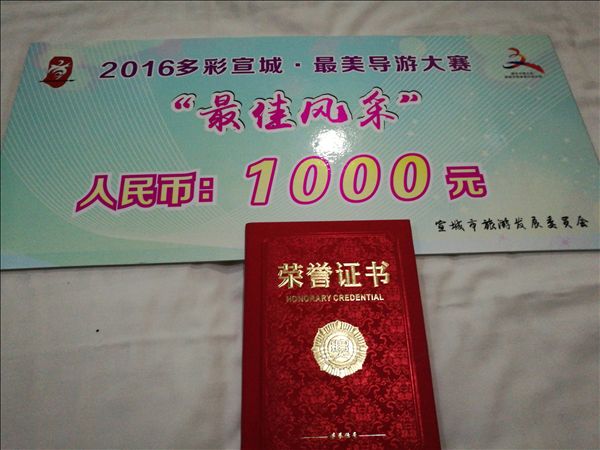 2016多彩宣城·最美导游大赛
“最佳风采”
人民币：1000元
宣城市旅游发展委员会
荣誉证书
HONORARY CREDENTIAL